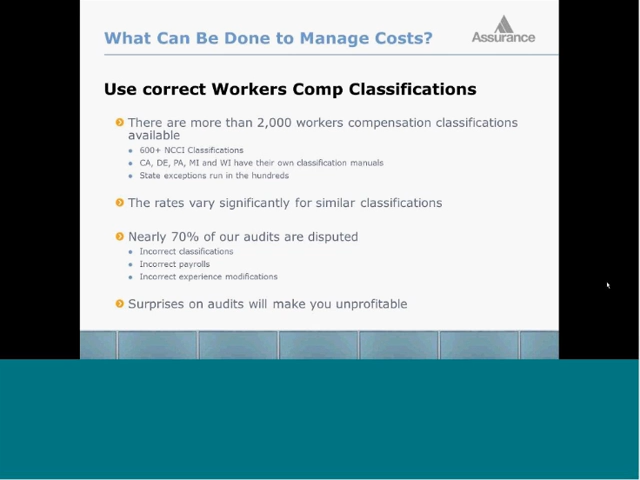 What Can Be Done to Manage Costs?
Assurance
Use correct Workers Comp Classifications
There are more than 2,000 workers compensation classifications
available
600+ NCCI Classifications
CA, DE, PA, MI and WI have their own classification manuals
State exceptions run in the hundreds
The rates vary significantly for similar classifications
Nearly 70% of our audits are disputed
Incorrect classifications
Incorrect payrolls
Incorrect experience modifications
Surprises on audits will make you unprofitable